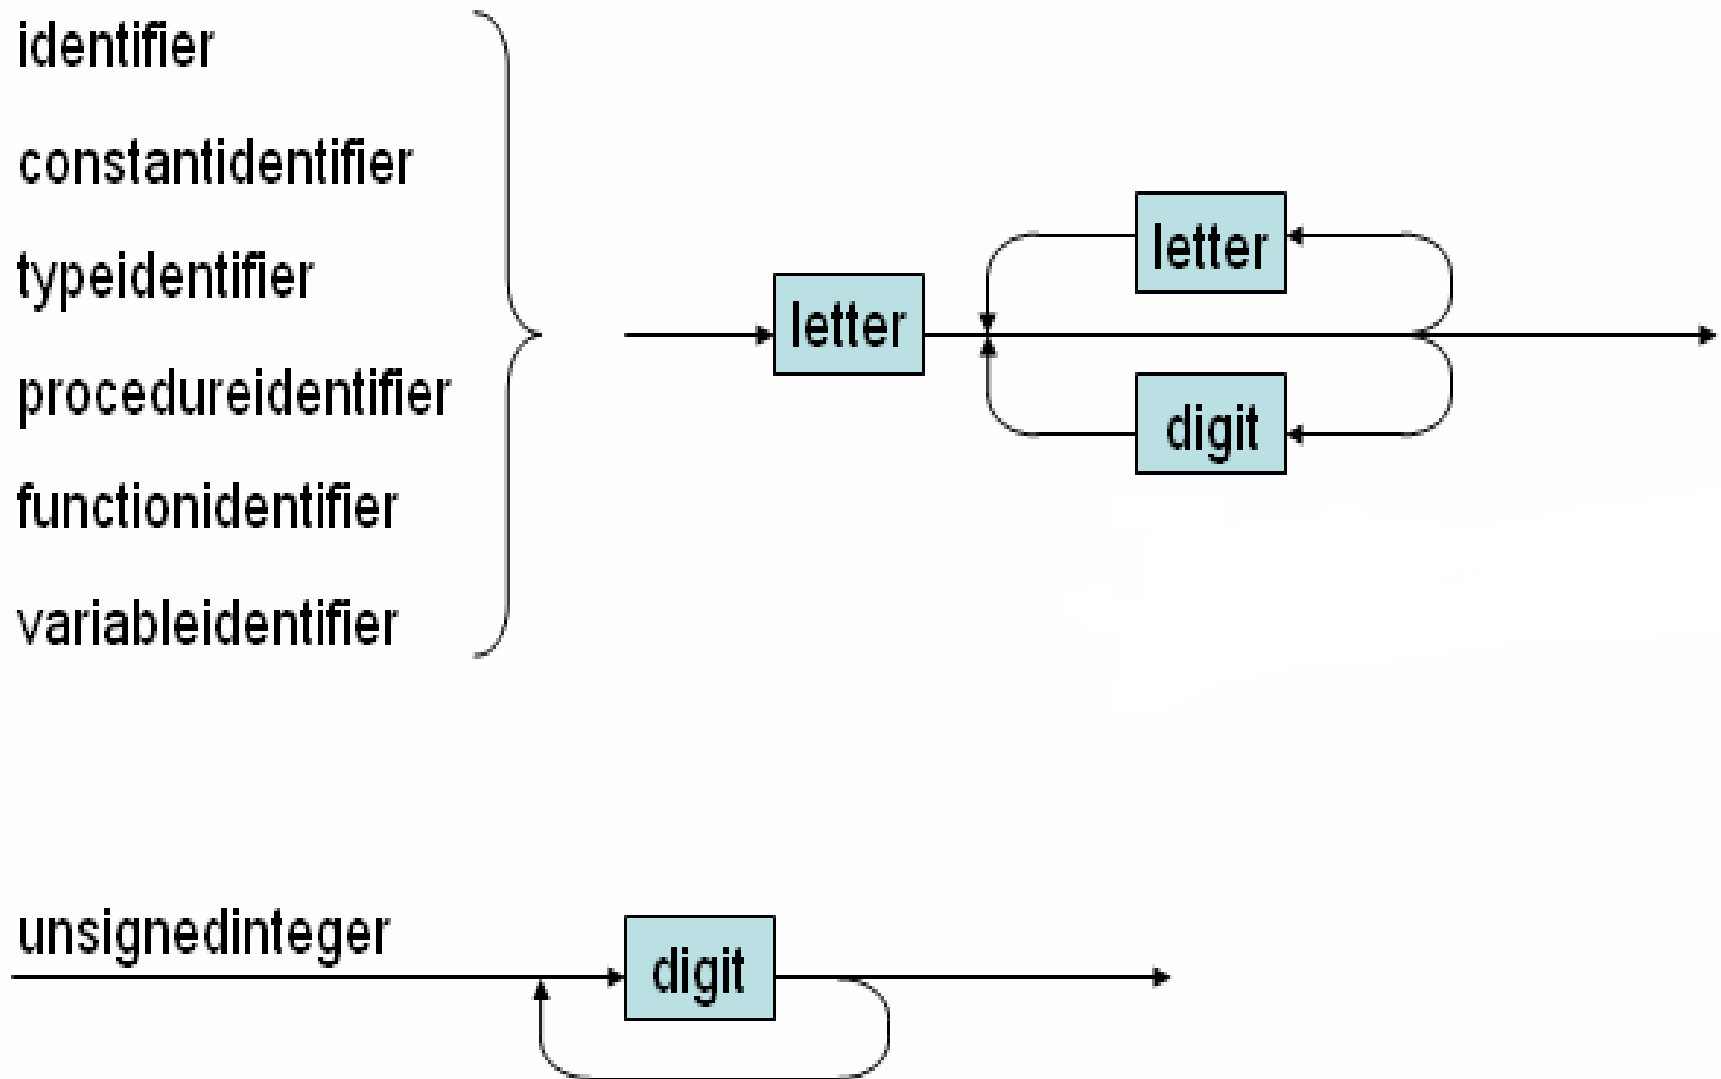 identifier
constantidentifier
typeidentifier
procedureidentifier
functionidentifier
variableidentifier
letter
letter
digit
unsignedinteger
digit